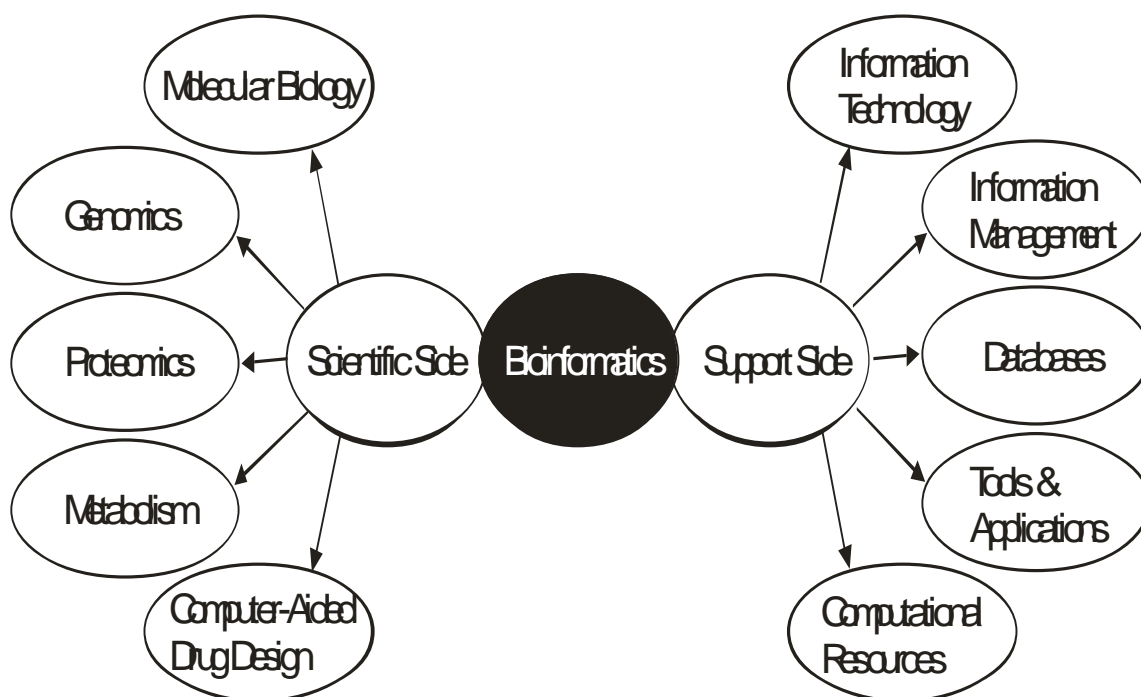 Molecular Biology
Information
Technology
Genomics
Information
Management
Proteomics
Scientific Side
Bioinformatics
Support Side
Databases
Metabolism
Tools &
Applications
Computer-Aided
Drug Design
Computational
Resources